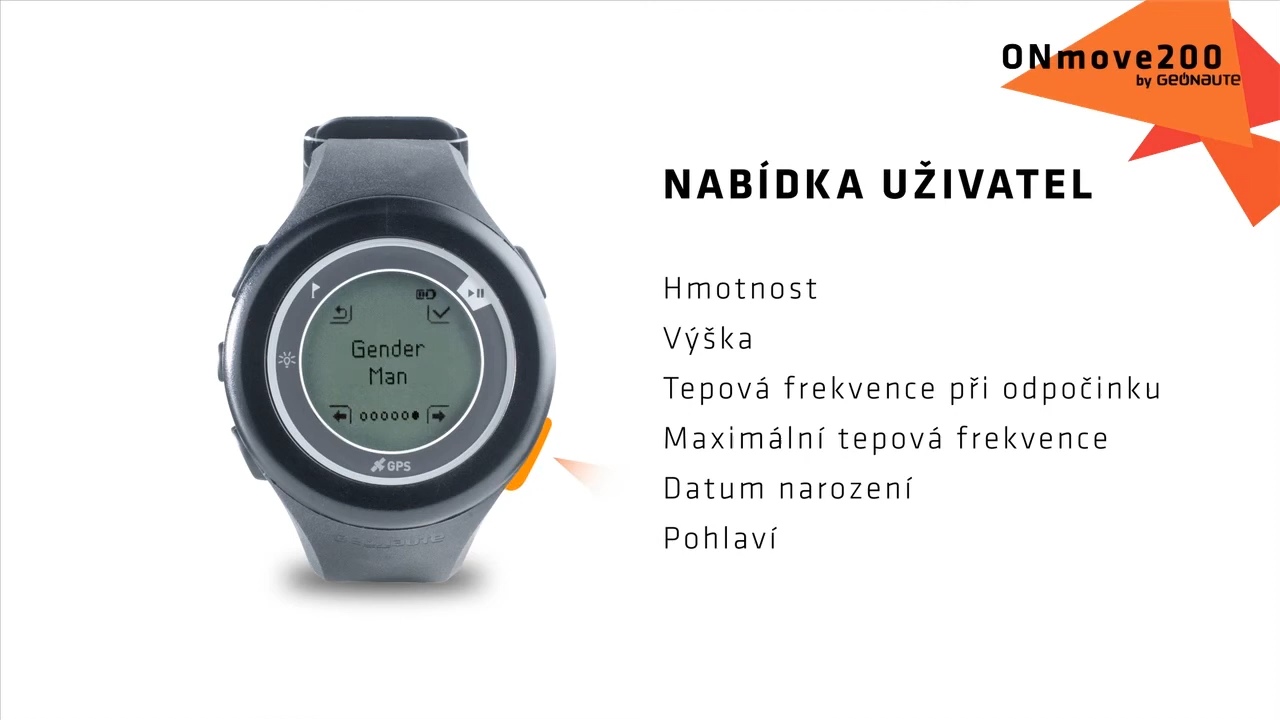 ONmove200
by GEONAUTE
NABÍDKA UŽIVATEL
Hmotnost
Výška
Tepová frekvence při odpočinku
Maximální tepová frekvence
Datum narození
Pohlaví
Gender
Man
GPS